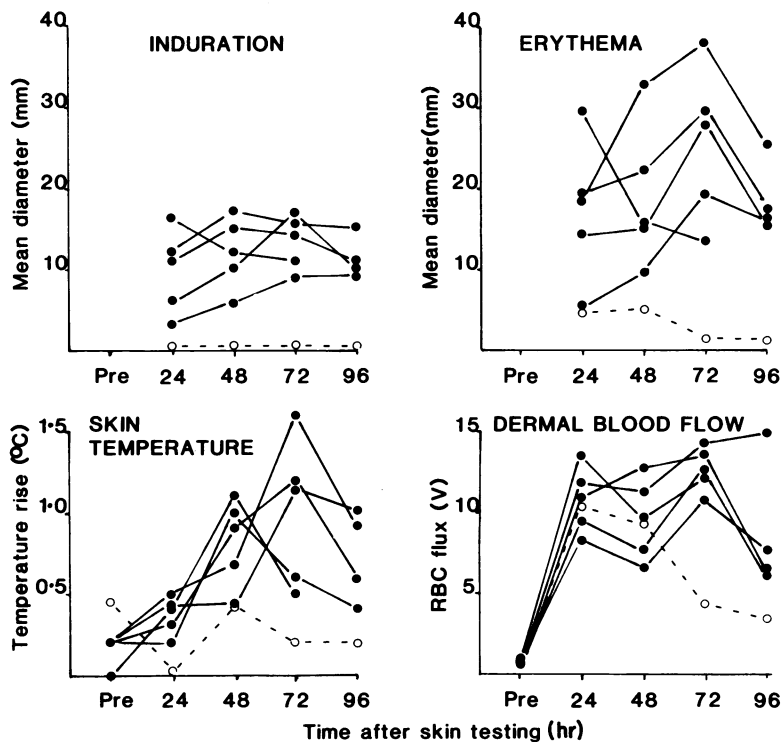 INDURATION
Mean diameter (mm)
40
30
20
10
Pre 24 48 72 96
ERYTHEMA
Mean diameter(mm)
40
30
20
10
Pre 24 48 72 96
SKIN
TEMPERATURE
Temperature rise (ºC)
1·5
1·0
0·5
Pre 24 48 72 96
DERMAL BLOOD FLOW
RBC flux (V)
15
10
5
Pre 24 48 72 96
Time after skin testing (hr)